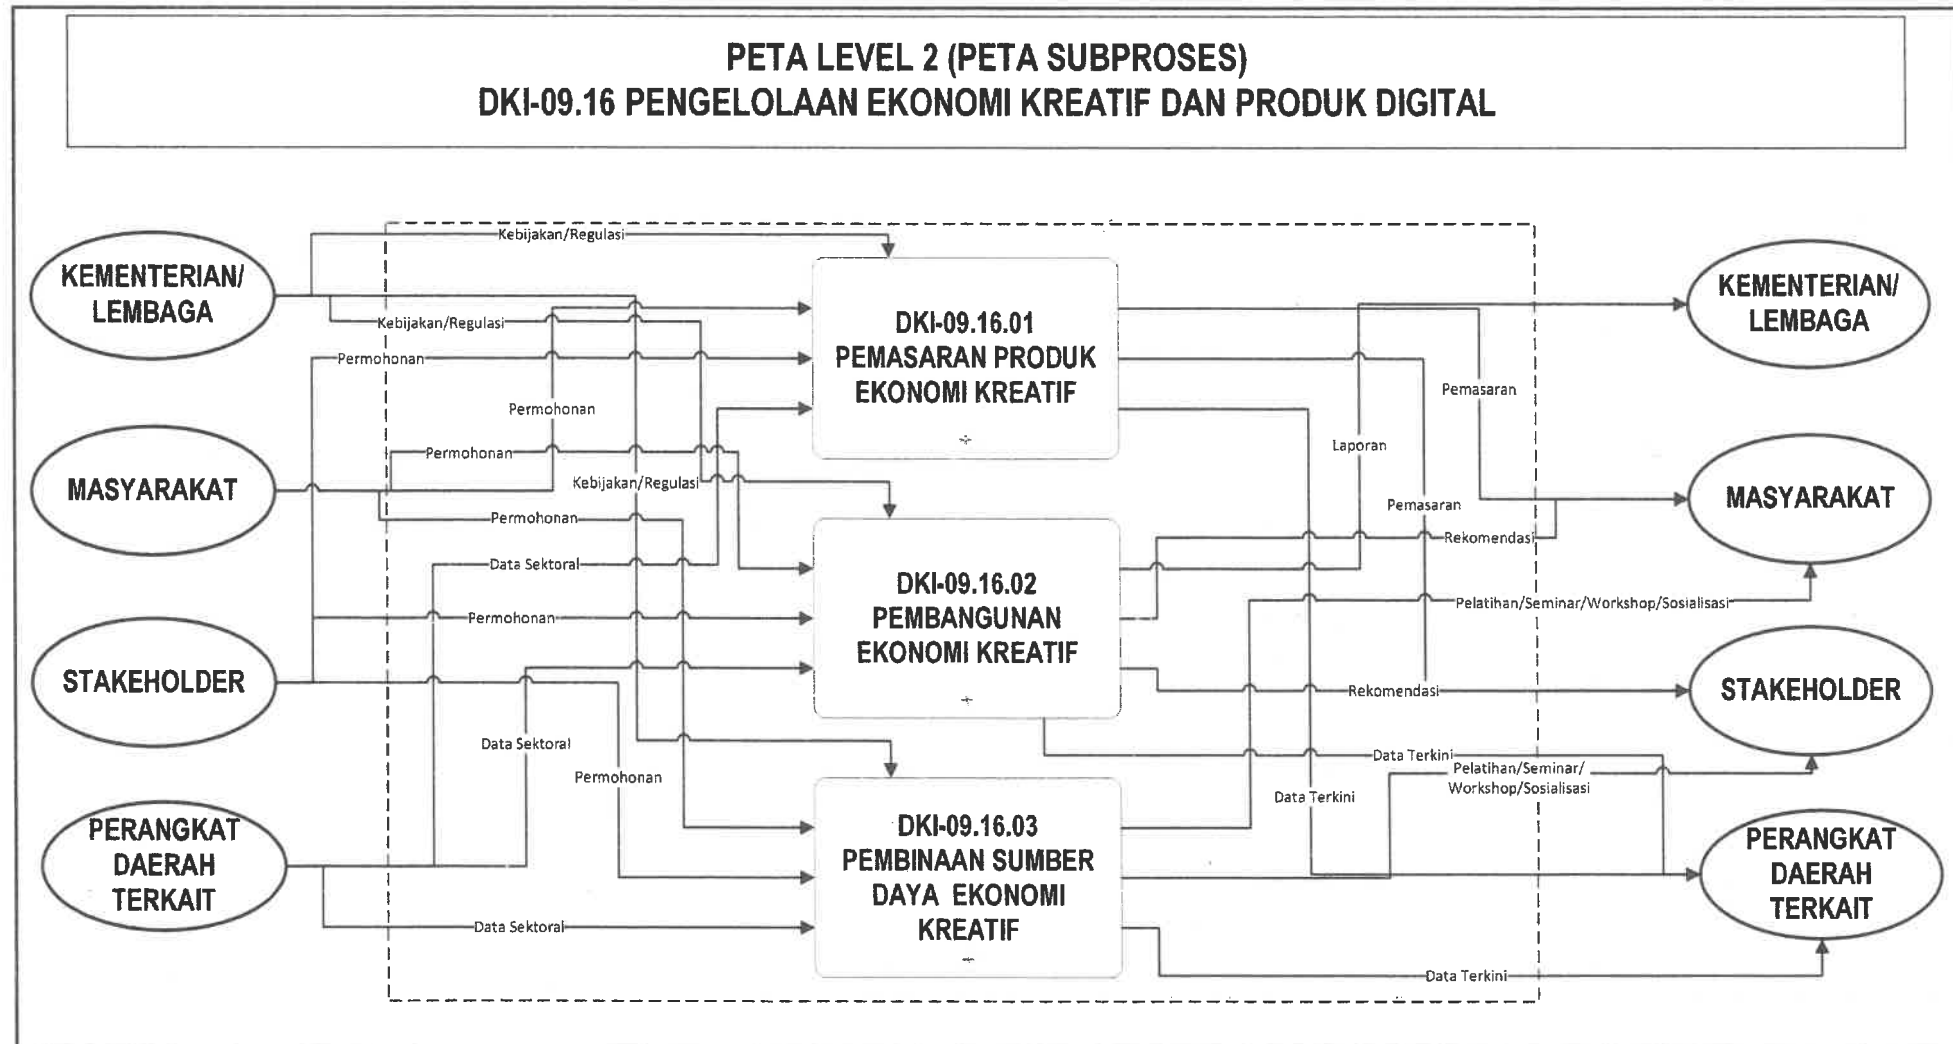 PETA LEVEL 2 (PETA SUBPROSES)
DKI-09.16 PENGELOLAAN EKONOMI KREATIF DAN PRODUK DIGITAL
KEMENTERIAN/
LEMBAGA
MASYARAKAT
STAKEHOLDER
PERANGKAT
DAERAH
TERKAIT
Kebijakan/Regulasi
Kebijakan/Regulasi
Permohonan
Permohonan
Permohonan
Kebijakan/Regulasi
Permohonan
Data Sektoral
Permohonan
Data Sektoral
Permohonan
Data Sektoral
DKI-09.16.01
PEMASARAN PRODUK
EKONOMI KREATIF
DKI-09.16.02
PEMBANGUNAN
EKONOMI KREATIF
DKI-09.16.03
PEMBINAAN SUMBER
DAYA EKONOMI
KREATIF
Pemasaran
Laporan
Pemasaran
Rekomendasi
Pelatihan/Seminar/Workshop/Sosialisasi
Rekomendasi
Data Terkini
Pelatihan/Seminar/
Workshop/Sosialisasi
Data Terkini
Data Terkini
KEMENTERIAN/
LEMBAGA
MASYARAKAT
STAKEHOLDER
PERANGKAT
DAERAH
TERKAIT